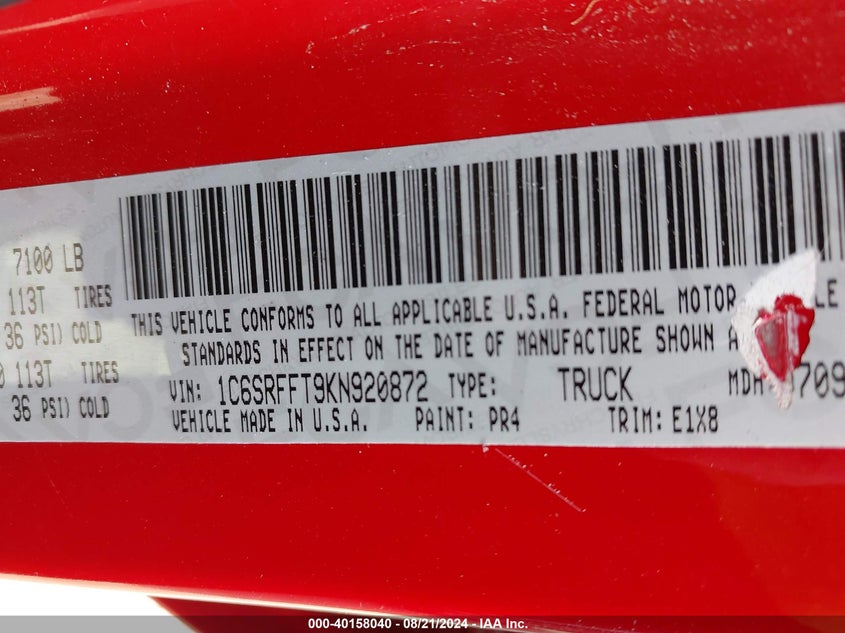 7100 LB
113T TIRES
36 PSI) COLD
113T TIRES
36 PSI) COLD
THIS VEHICLE CONFORMS TO ALL APPLICABLE U.S.A. FEDERAL MOTOR
STANDARDS IN EFFECT ON THE DATE OF MANUFACTURE SHOWN
VIN: 1C6SRFFT9KN920872 TYPE: TRUCK MDH
VEHICLE MADE IN U.S.A. PAINT: PR4 TRIM: E1X8
000-40158040 - 08/21/2024 - IAA Inc.